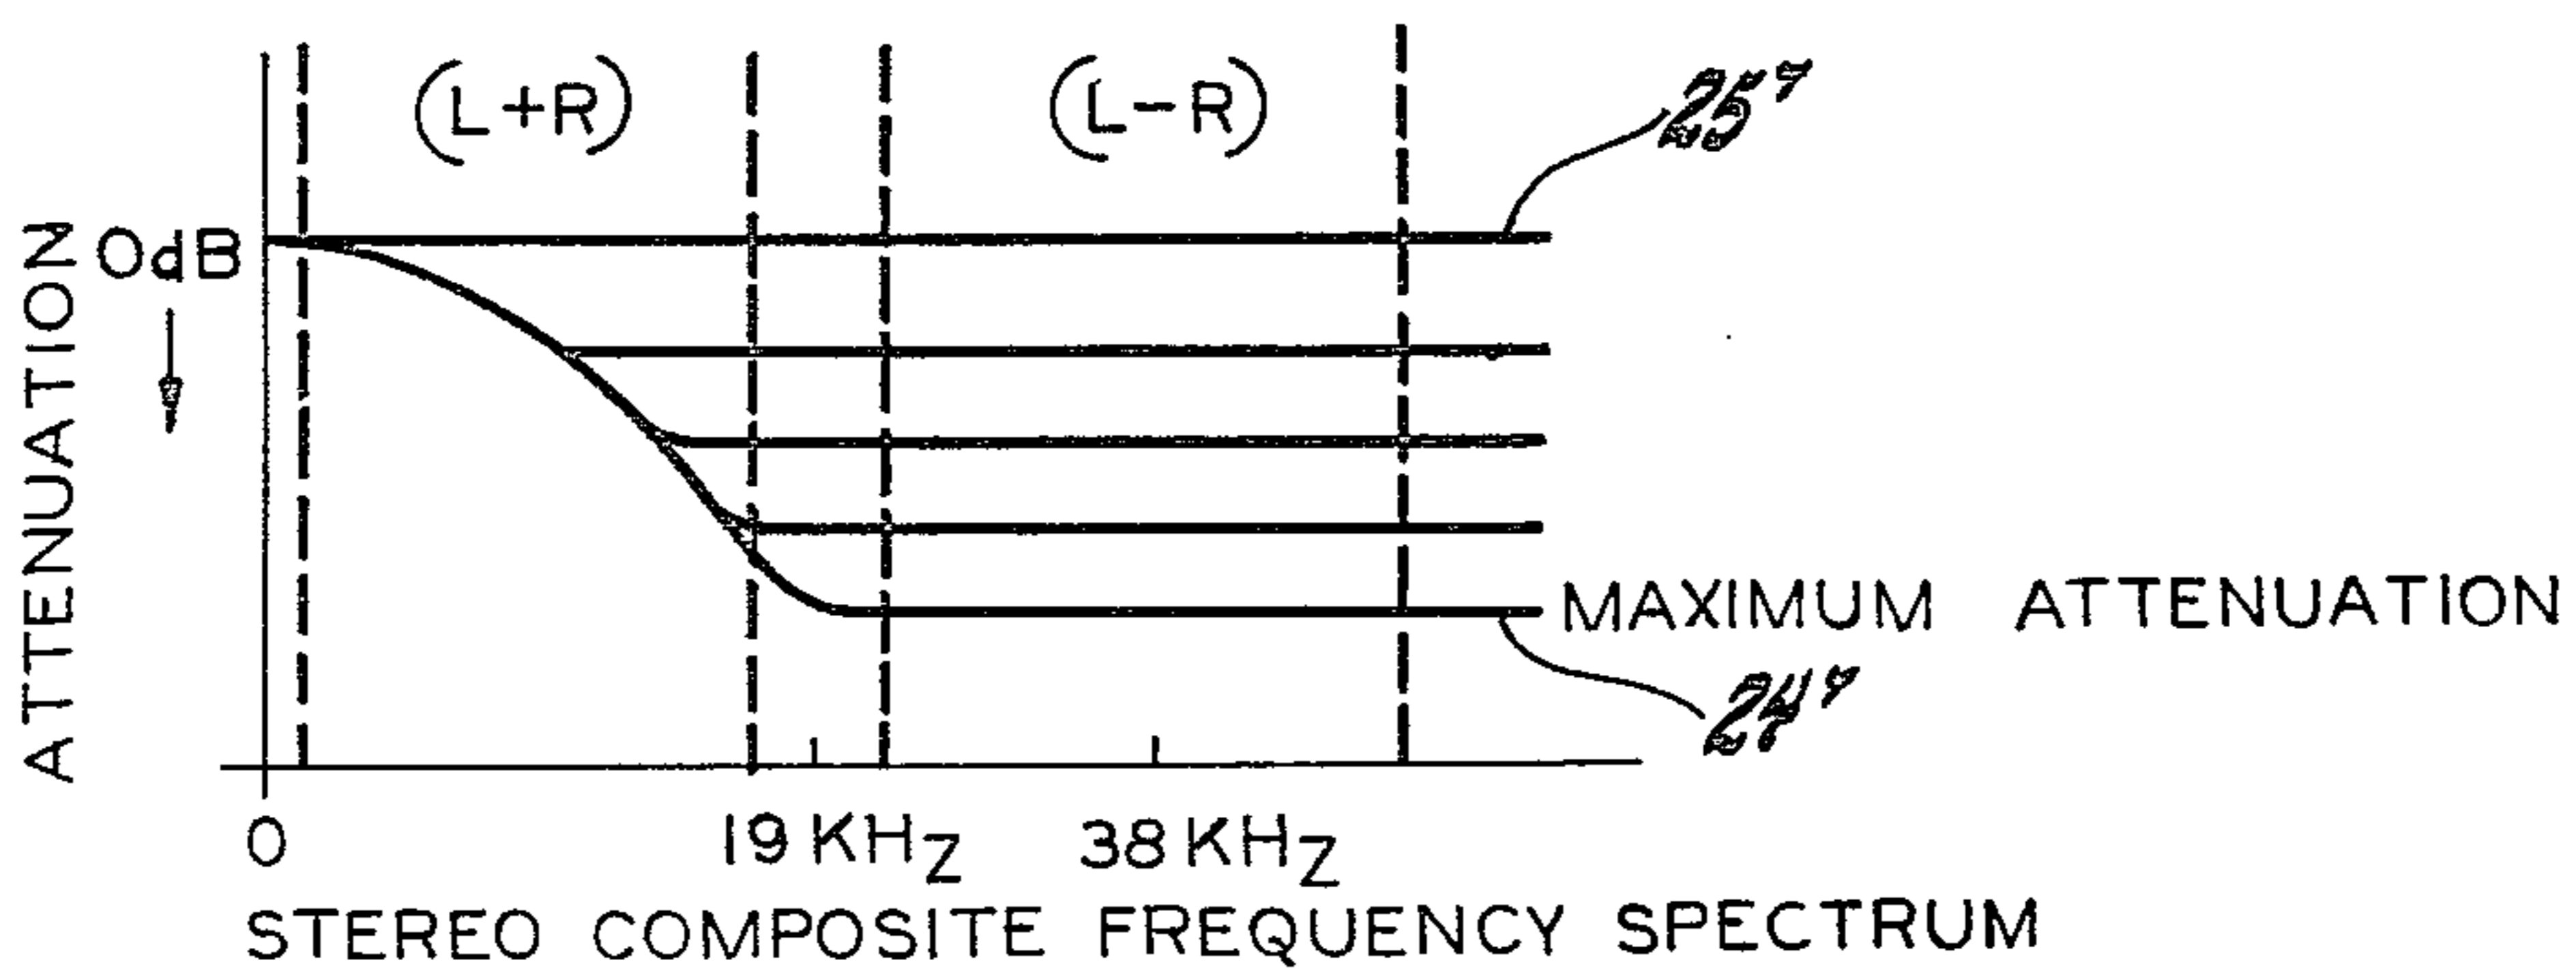 (L+R)
(L-R)
25'
0dB
ATTENUATION
MAXIMUM ATTENUATION
24'
0
19 KHz
38 KHz
STEREO COMPOSITE FREQUENCY SPECTRUM